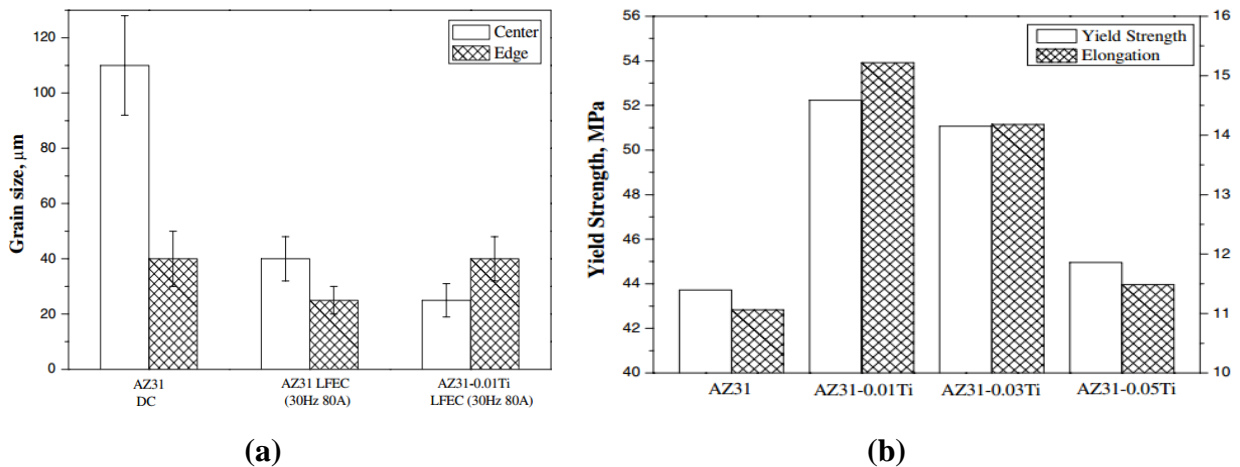 120
100
80
60
40
20
0
Grain size, μm
Center
Edge
AZ31
DC
AZ31 LFEC
(30Hz 80A)
AZ31-0.01Ti
LFEC (30Hz 80A)
(a)
56
54
52
50
48
46
44
42
40
Yield Strength, MPa
Yield Strength
Elongation
16
15
14
13
12
11
10
AZ31
AZ31-0.01Ti
AZ31-0.03Ti
AZ31-0.05Ti
(b)